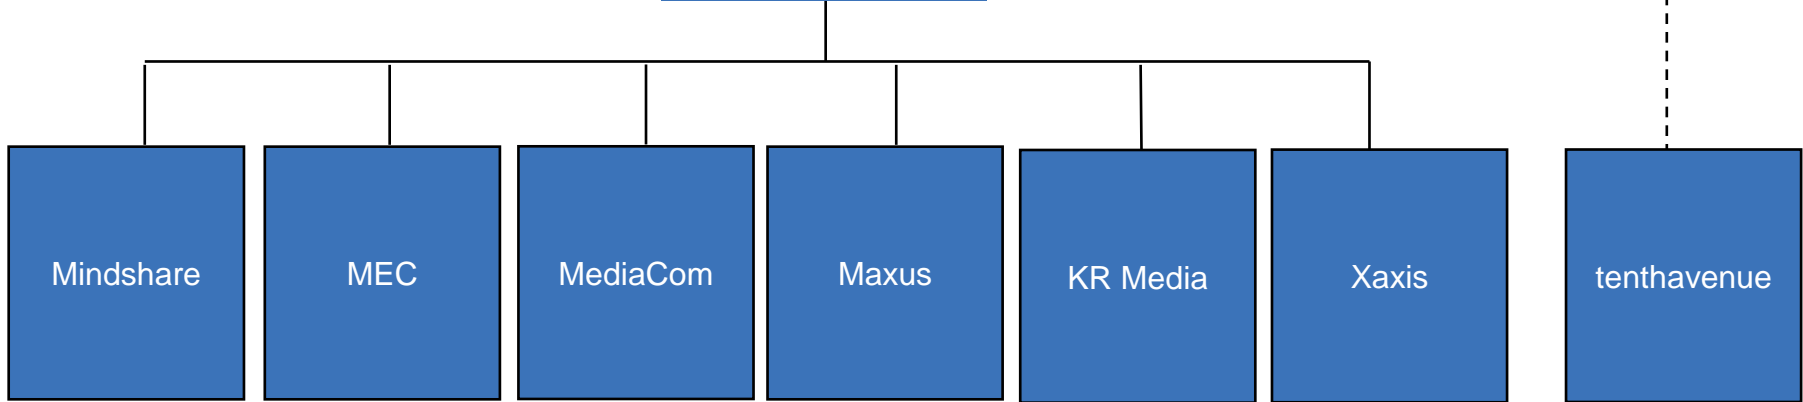 Mindshare
MEC
MediaCom
Maxus
KR Media
Xaxis
tenthavenue